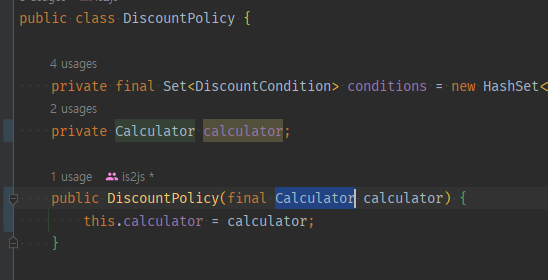 public class DiscountPolicy {
4 usages
private final Set<DiscountCondition> conditions = new HashSet<
2 usages
private Calculator calculator;
1 usage is2js *
public DiscountPolicy(final Calculator calculator) {
this.calculator = calculator;
}